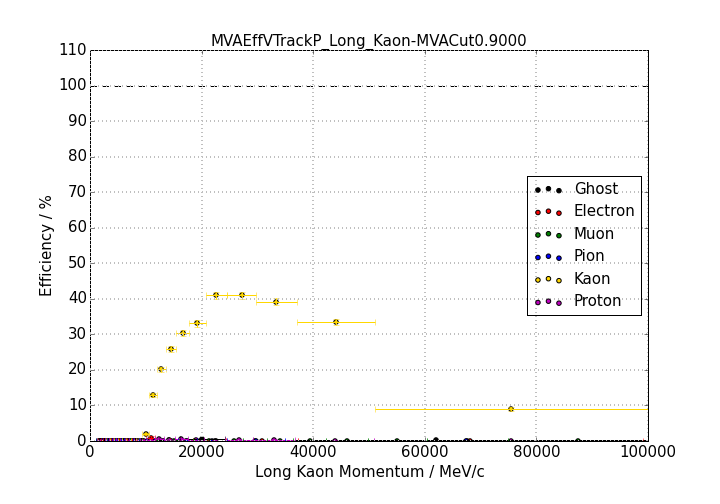 MVAEffVTrackP_Long_Kaon-MVACut0.9000
110
100
90
80
70
60
50
40
30
20
10
0
Efficiency / %
Ghost
Electron
Muon
Pion
Kaon
Proton
0 20000 40000 60000 80000 100000
Long Kaon Momentum / MeV/c